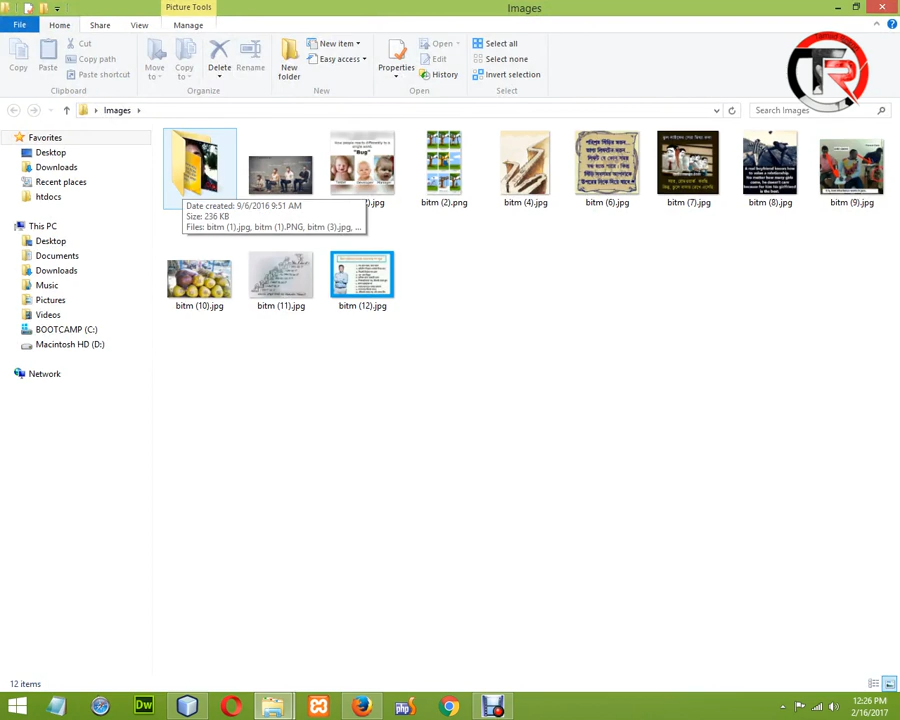 Picture Tools
Images
File
Home
Share
View
Manage
Copy
Paste
Cut
Copy path
Paste shortcut
Clipboard
Move to
Copy to
Delete
Rename
Organize
New folder
New item
Easy access
New
Properties
Open
Edit
History
Open
Select all
Select none
Invert selection
Select
TR
Images
Search Images
Favorites
Desktop
Downloads
Recent places
htdocs
This PC
Desktop
Documents
Downloads
Music
Pictures
Videos
BOOTCAMP (C:)
Macintosh HD (D:)
Network
"Bug"
.jpg
bitm (2).png
bitm (4).jpg
bitm (6).jpg
bitm (7).jpg
bitm (8).jpg
bitm (9).jpg
Date created: 9/6/2016 9:51 AM
Size: 236 KB
Files: bitm (1).jpg, bitm (1).PNG, bitm (3).jpg, ...
bitm (10).jpg
bitm (11).jpg
bitm (12).jpg
12 items
Dw
php
12:26 PM
2/16/2017